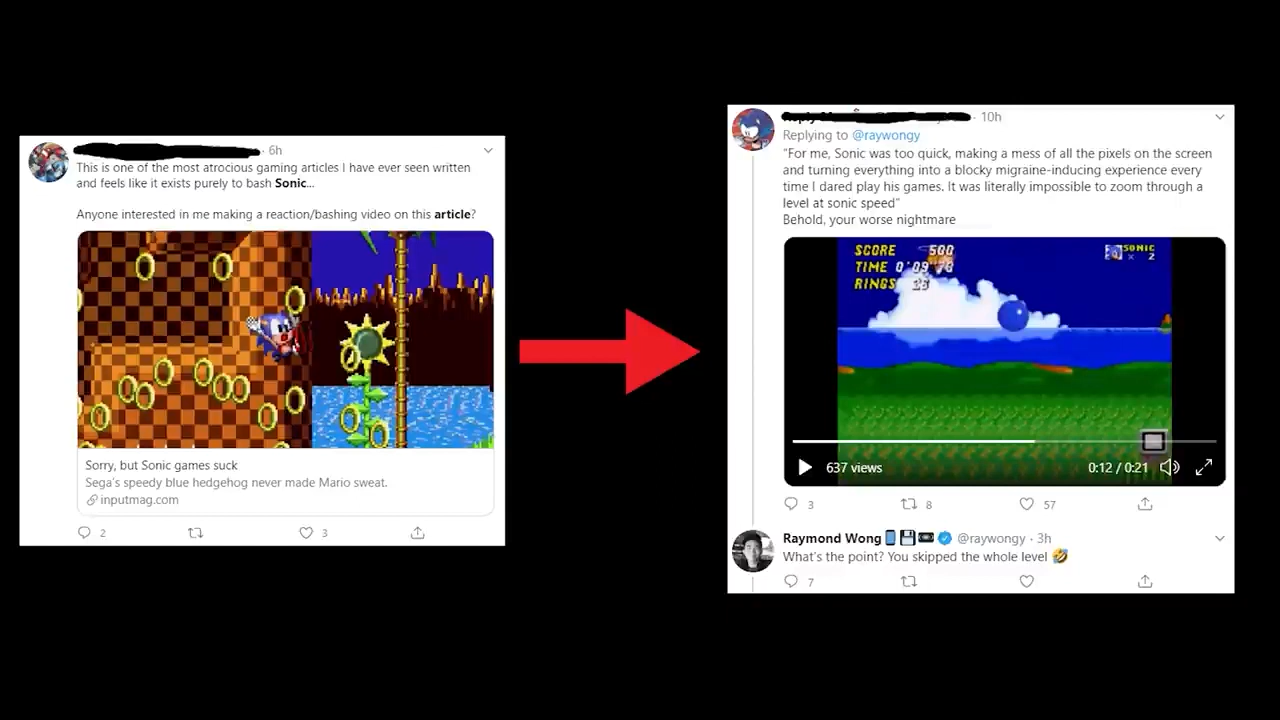 6h
This is one of the most atrocious gaming articles I have ever seen written
and feels like it exists purely to bash Sonic...
Anyone interested in me making a reaction/bashing video on this article?
Sorry, but Sonic games suck
Sega's speedy blue hedgehog never made Mario sweat.
inputmag.com
2
3
· 10h
Replying to @raywongy
"For me, Sonic was too quick, making a mess of all the pixels on the screen
and turning everything into a blocky migraine-inducing experience every
time I dared play his games. It was literally impossible to zoom through a
level at sonic speed"
Behold, your worse nightmare
SCORE 500
SONIC
× 2
TIME 0'09"78
RINGS
637 views
0:12 / 0:21
3
8
57
Raymond Wong @raywongy · 3h
What's the point? You skipped the whole level
7